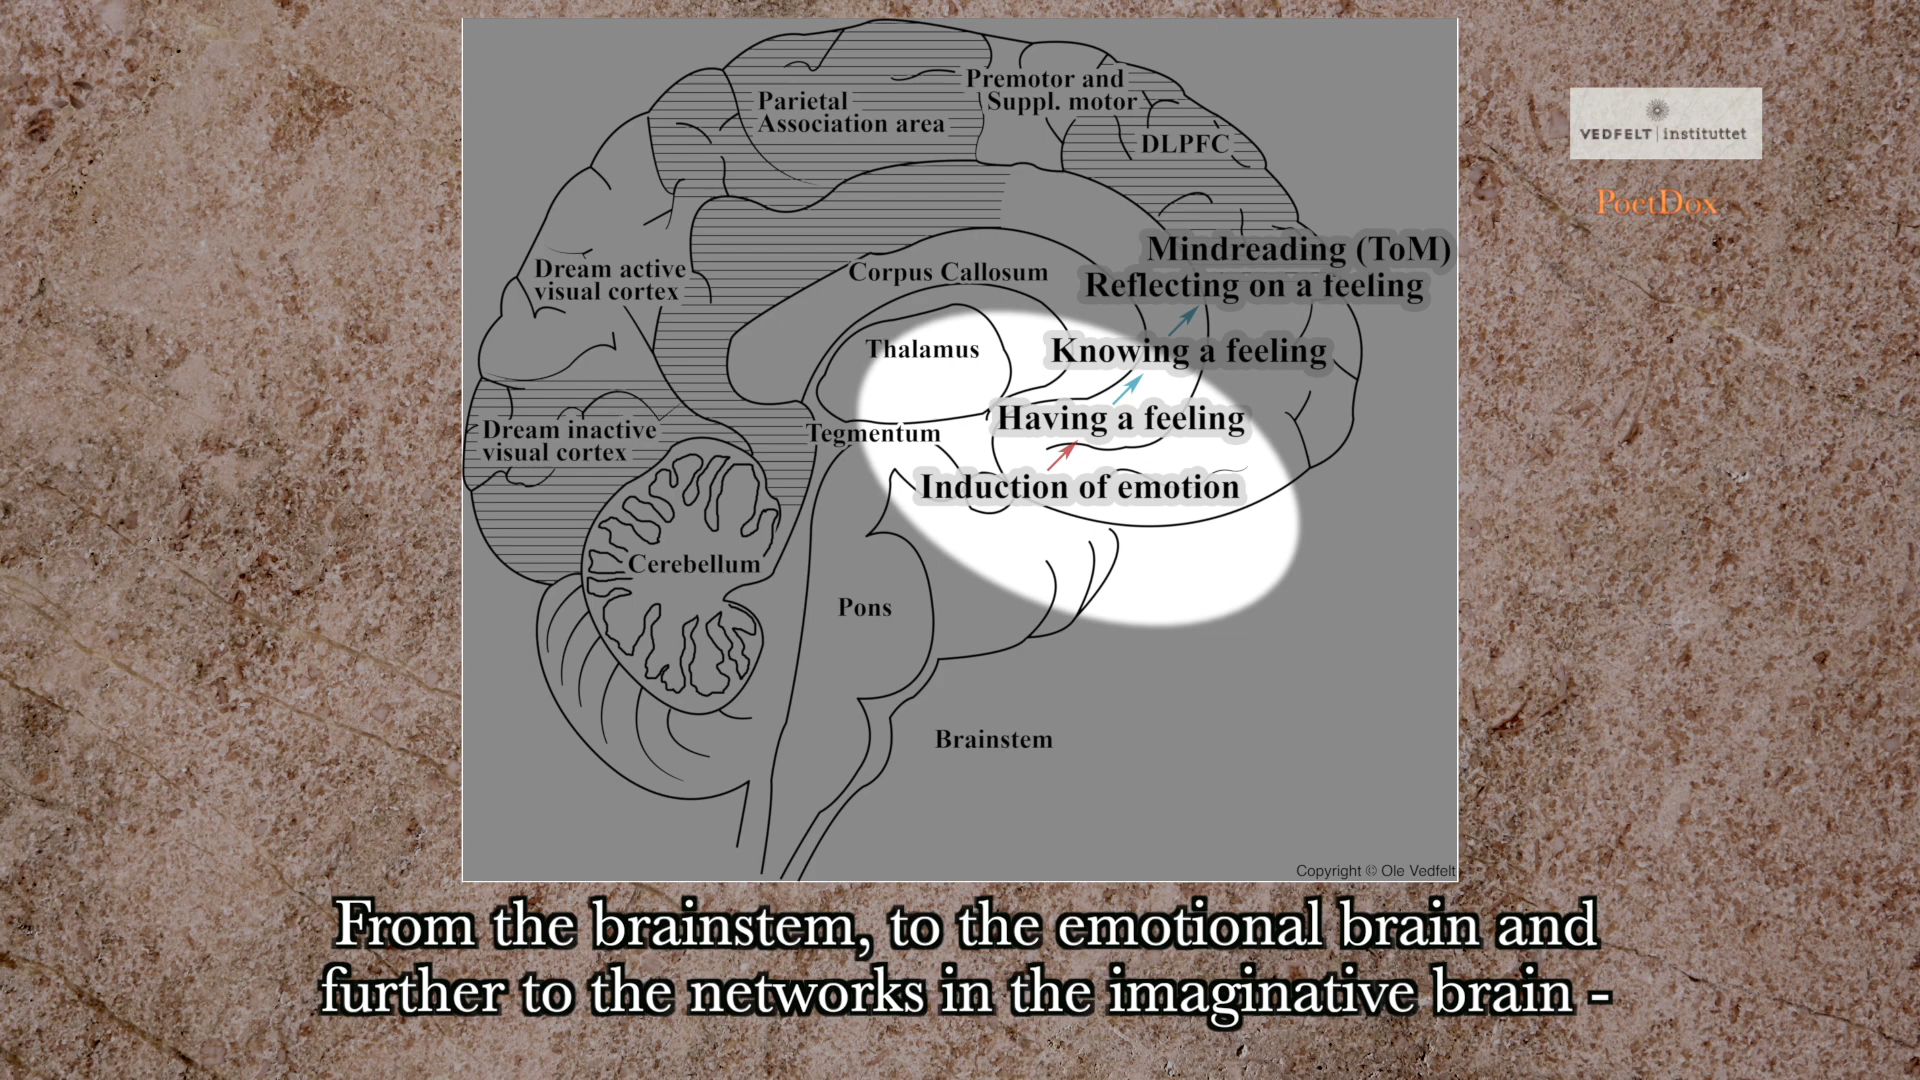 Premotor and
Suppl. motor
Parietal
Association area
DLPFC
VEDFELT | instituttet
PoetDox
Mindreading (ToM)
Reflecting on a feeling
Dream active
visual cortex
Corpus Callosum
Thalamus
Knowing a feeling
Having a feeling
Dream inactive
visual cortex
Tegmentum
Induction of emotion
Cerebellum
Pons
Brainstem
Copyright © Ole Vedfelt
From the brainstem, to the emotional brain and
further to the networks in the imaginative brain -